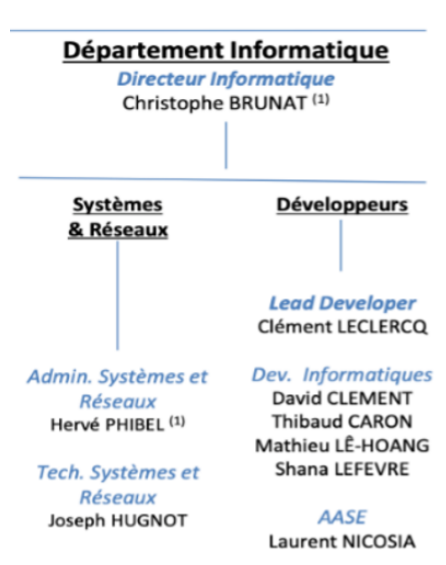 Département Informatique
Directeur Informatique
Christophe BRUNAT (1)
Systèmes
& Réseaux
Admin. Systèmes et
Réseaux
Hervé PHIBEL (1)
Tech. Systèmes et
Réseaux
Joseph HUGNOT
Développeurs
Lead Developer
Clément LECLERCQ
Dev. Informatiques
David CLEMENT
Thibaud CARON
Mathieu LÊ-HOANG
Shana LEFEVRE
AASE
Laurent NICOSIA